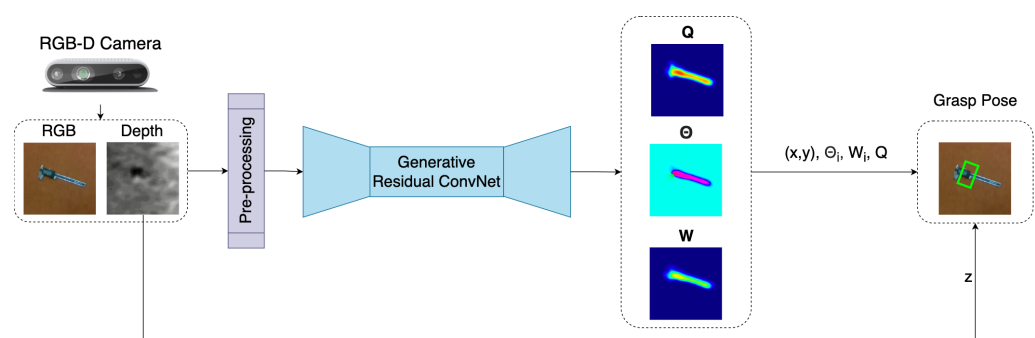 RGB-D Camera
RGB
Depth
Pre-processing
Generative
Residual ConvNet
Q
Θ
W
(x,y), Θi, Wi, Q
Grasp Pose
z